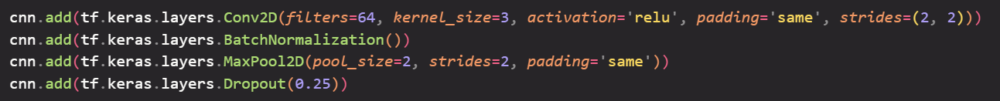 cnn.add(tf.keras.layers.Conv2D(filters=64, kernel_size=3, activation='relu', padding='same', strides=(2, 2)))
cnn.add(tf.keras.layers.BatchNormalization())
cnn.add(tf.keras.layers.MaxPool2D(pool_size=2, strides=2, padding='same'))
cnn.add(tf.keras.layers.Dropout(0.25))